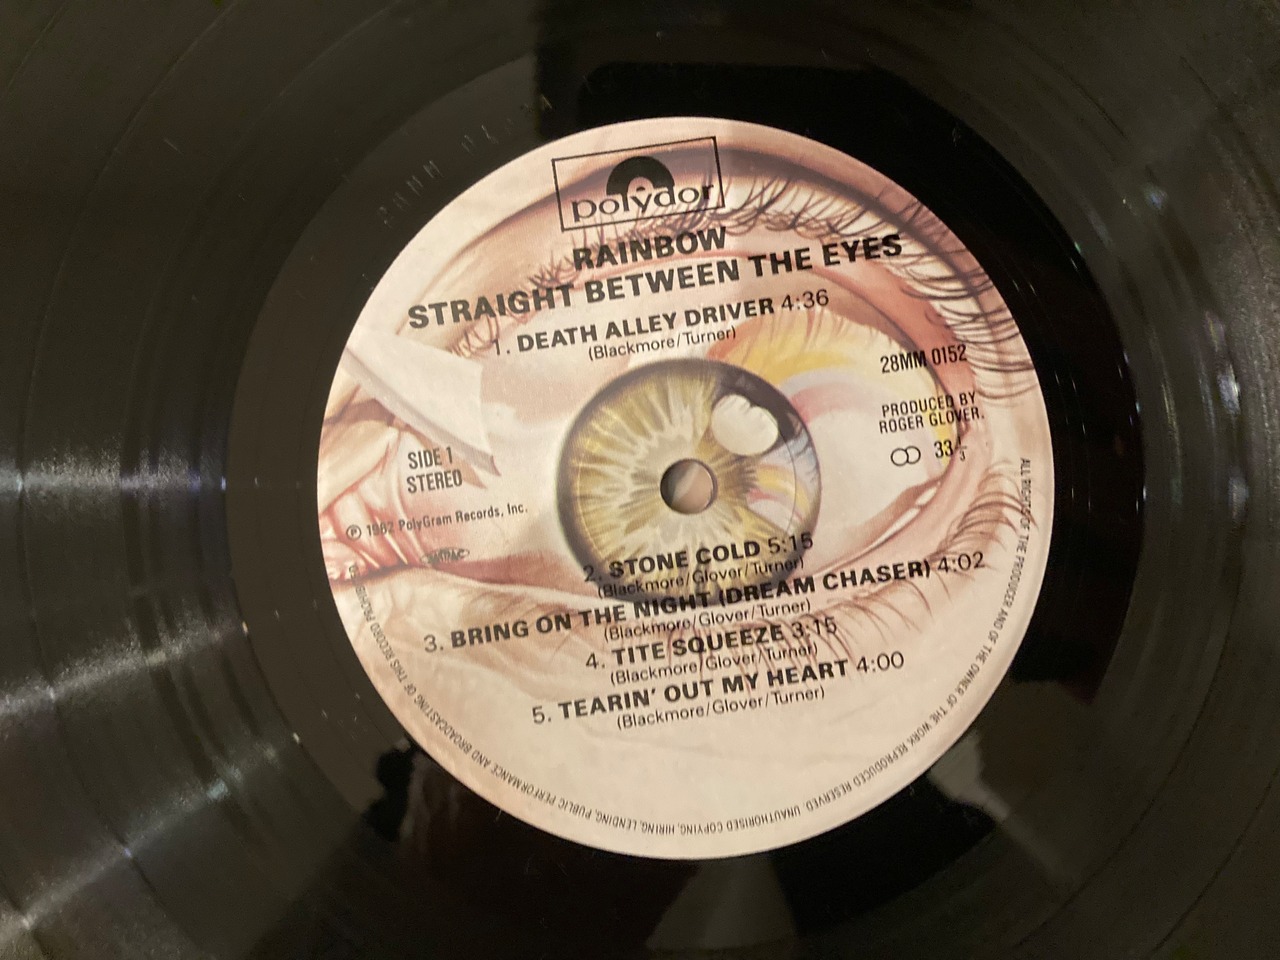 polydor
RAINBOW
STRAIGHT BETWEEN THE EYES
1. DEATH ALLEY DRIVER 4:36
(Blackmore/Turner)
28MM 0152
PRODUCED BY
ROGER GLOVER.
33⅓
SIDE 1
STEREO
Ⓟ 1982 PolyGram Records, Inc.
2. STONE COLD 5:15
(Blackmore/Glover/Turner)
3. BRING ON THE NIGHT (DREAM CHASER) 4:02
(Blackmore/Glover/Turner)
4. TITE SQUEEZE 3:15
(Blackmore/Glover/Turner)
5. TEARIN' OUT MY HEART 4:00
(Blackmore/Glover/Turner)
ALL RIGHTS OF THE PRODUCER AND OF THE OWNER OF THE WORK REPRODUCED RESERVED. UNAUTHORISED COPYING, HIRING, LENDING, PUBLIC PERFORMANCE AND BROADCASTING OF THIS RECORD PROHIBITED